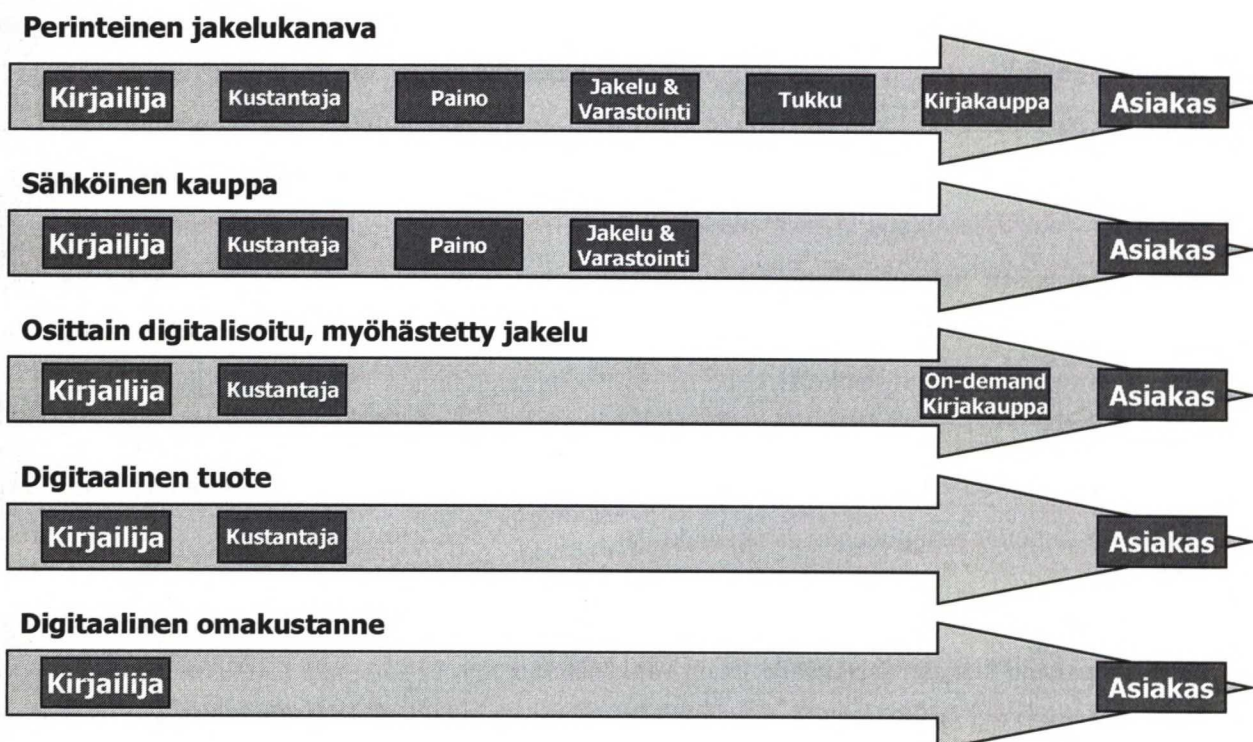 Perinteinen jakelukanava
Kirjailija
Kustantaja
Paino
Jakelu &
Varastointi
Tukku
Kirjakauppa
Asiakas
Sähköinen kauppa
Kirjailija
Kustantaja
Paino
Jakelu &
Varastointi
Asiakas
Osittain digitalisoitu, myöhästetty jakelu
Kirjailija
Kustantaja
On-demand
Kirjakauppa
Asiakas
Digitaalinen tuote
Kirjailija
Kustantaja
Asiakas
Digitaalinen omakustanne
Kirjailija
Asiakas